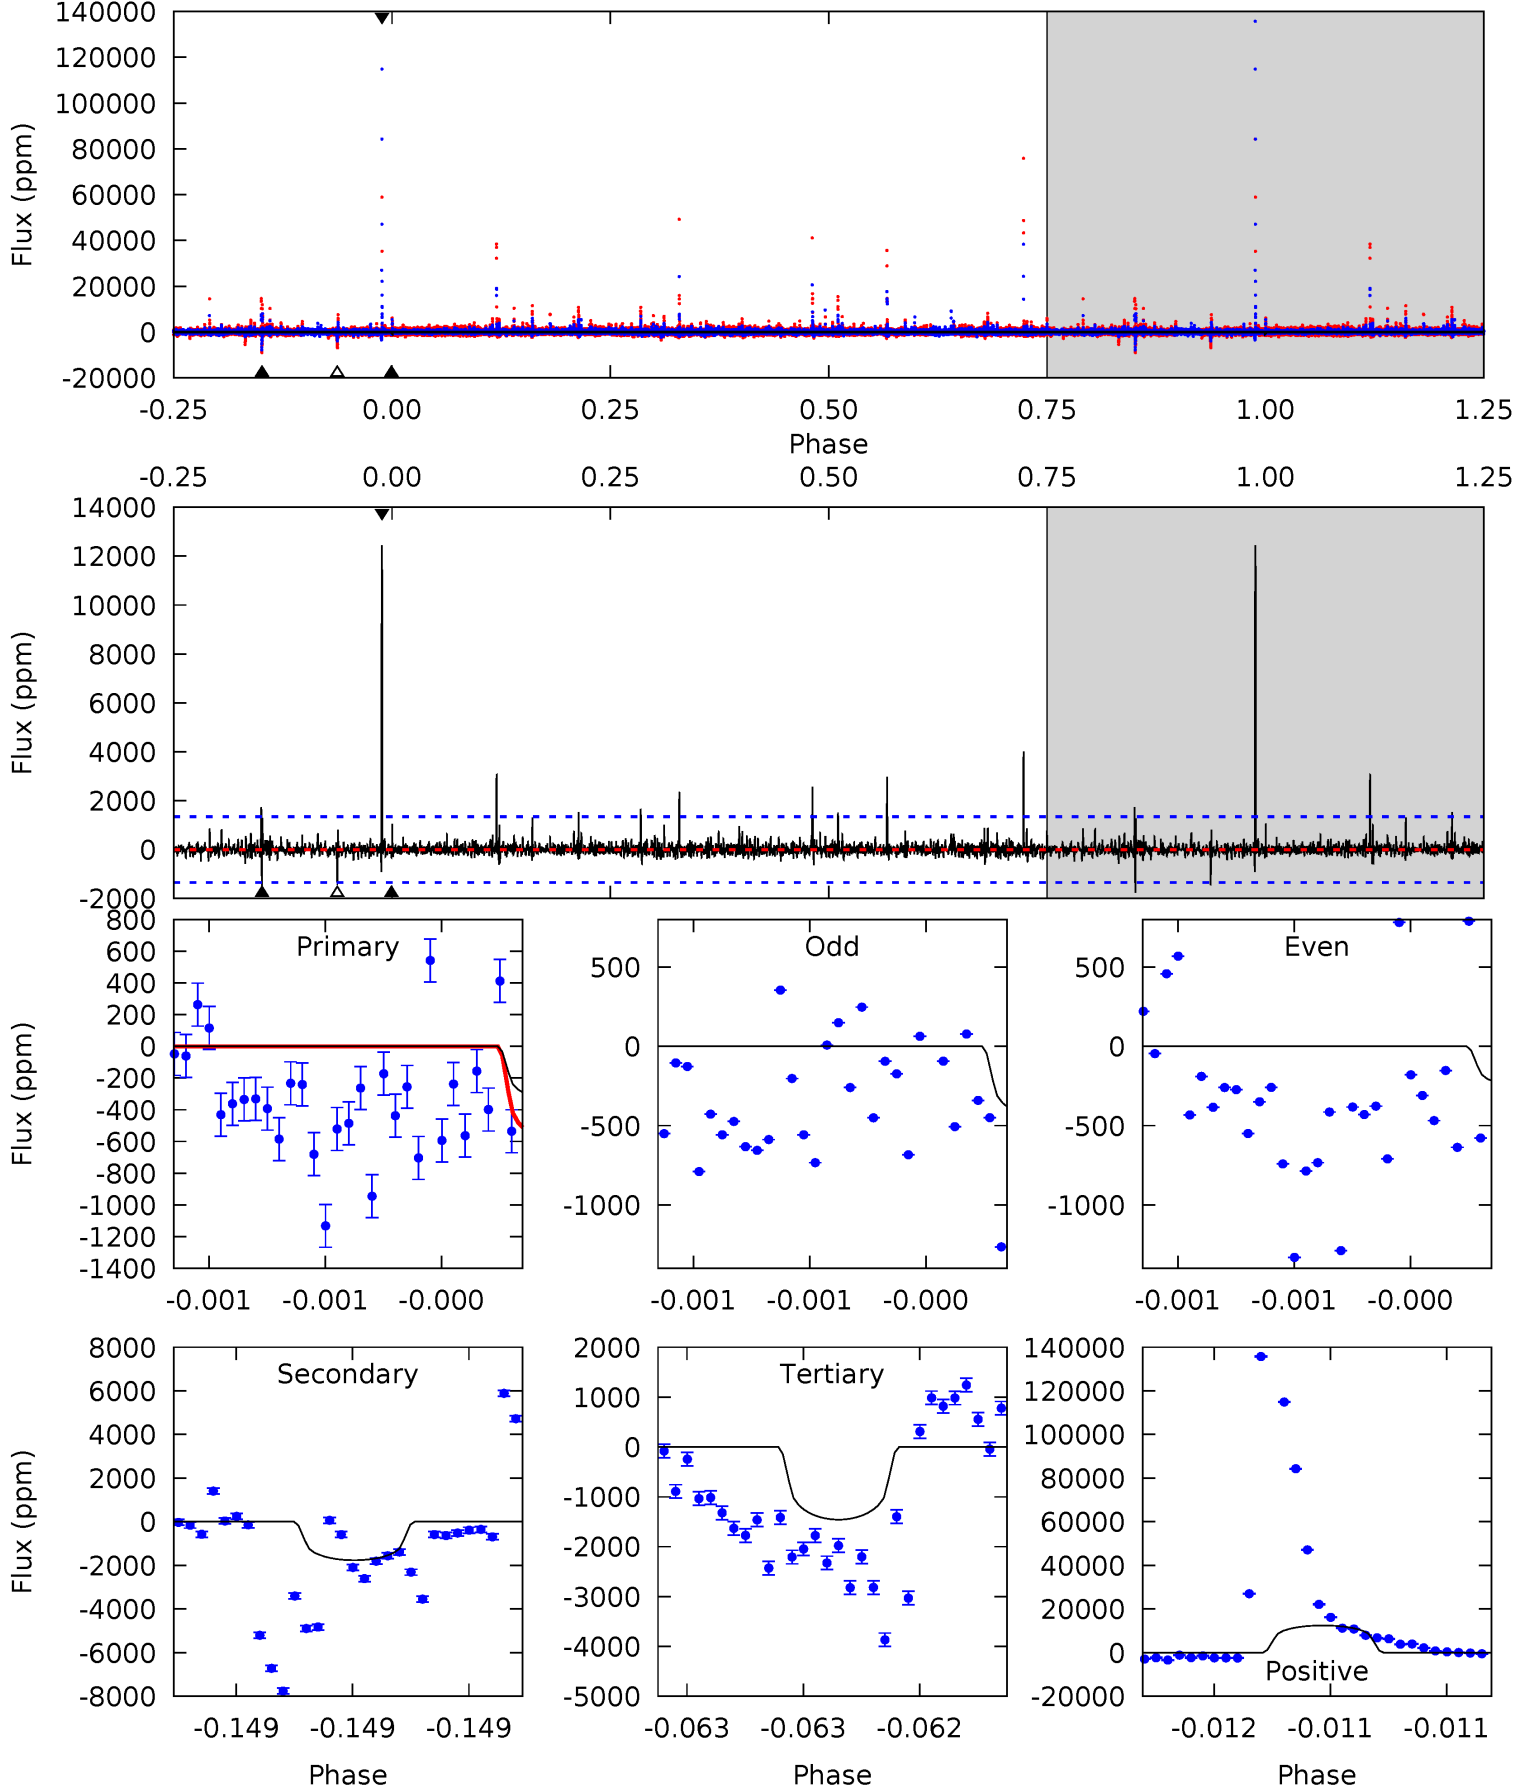 140000
120000
100000
80000
60000
40000
20000
0
-20000
Flux (ppm)
-0.25 0.00 0.25 0.50 0.75 1.00 1.25
Phase
-0.25 0.00 0.25 0.50 0.75 1.00 1.25
14000
12000
10000
8000
6000
4000
2000
0
-2000
Flux (ppm)
Primary
800
600
400
200
0
-200
-400
-600
-800
-1000
-1200
-1400
Flux (ppm)
-0.001 -0.001 -0.000
Odd
500
0
-500
-1000
-0.001 -0.001 -0.000
Even
500
0
-500
-1000
-0.001 -0.001 -0.000
Secondary
8000
6000
4000
2000
0
-2000
-4000
-6000
-8000
Flux (ppm)
-0.149 -0.149 -0.149
Phase
Tertiary
2000
1000
0
-1000
-2000
-3000
-4000
-5000
-0.063 -0.063 -0.062
Phase
140000
120000
100000
80000
60000
40000
20000
0
-20000
Positive
-0.012 -0.011 -0.011
Phase